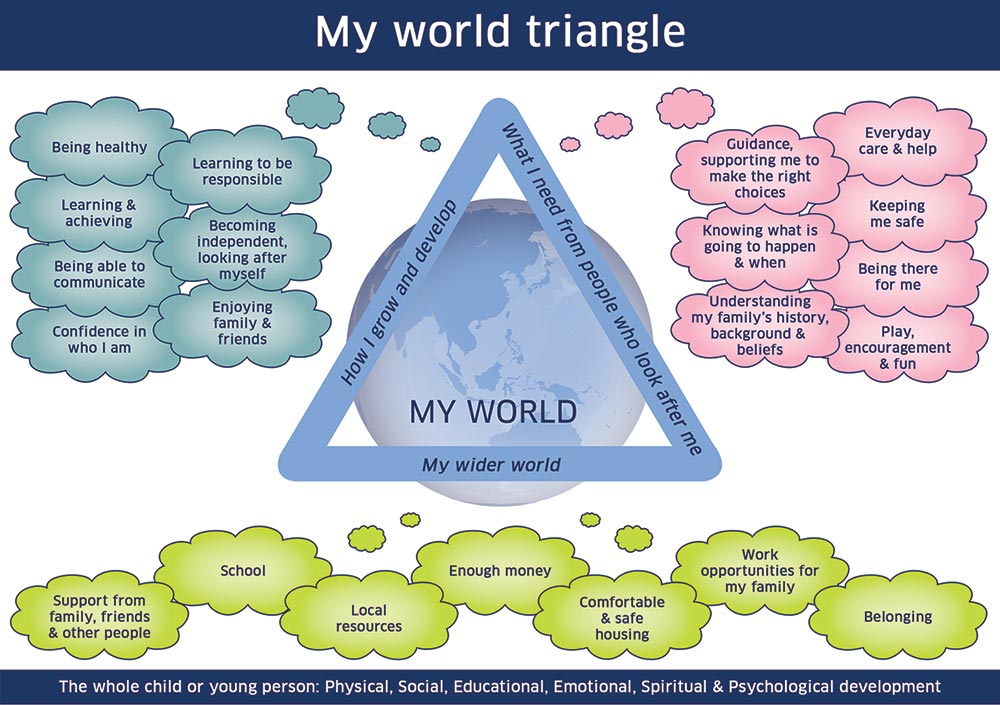 My world triangle
Being healthy
Learning &
achieving
Being able to
communicate
Confidence in
who I am
Learning to be
responsible
Becoming
independent,
looking after
myself
Enjoying
family &
friends
How I grow and develop
What I need from people who look after me
MY WORLD
My wider world
Guidance,
supporting me to
make the right
choices
Knowing what is
going to happen
& when
Understanding
my family's history,
background &
beliefs
Everyday
care & help
Keeping
me safe
Being there
for me
Play,
encouragement
& fun
Support from
family, friends
& other people
School
Local
resources
Enough money
Comfortable
& safe
housing
Work
opportunities for
my family
Belonging
The whole child or young person: Physical, Social, Educational, Emotional, Spiritual & Psychological development